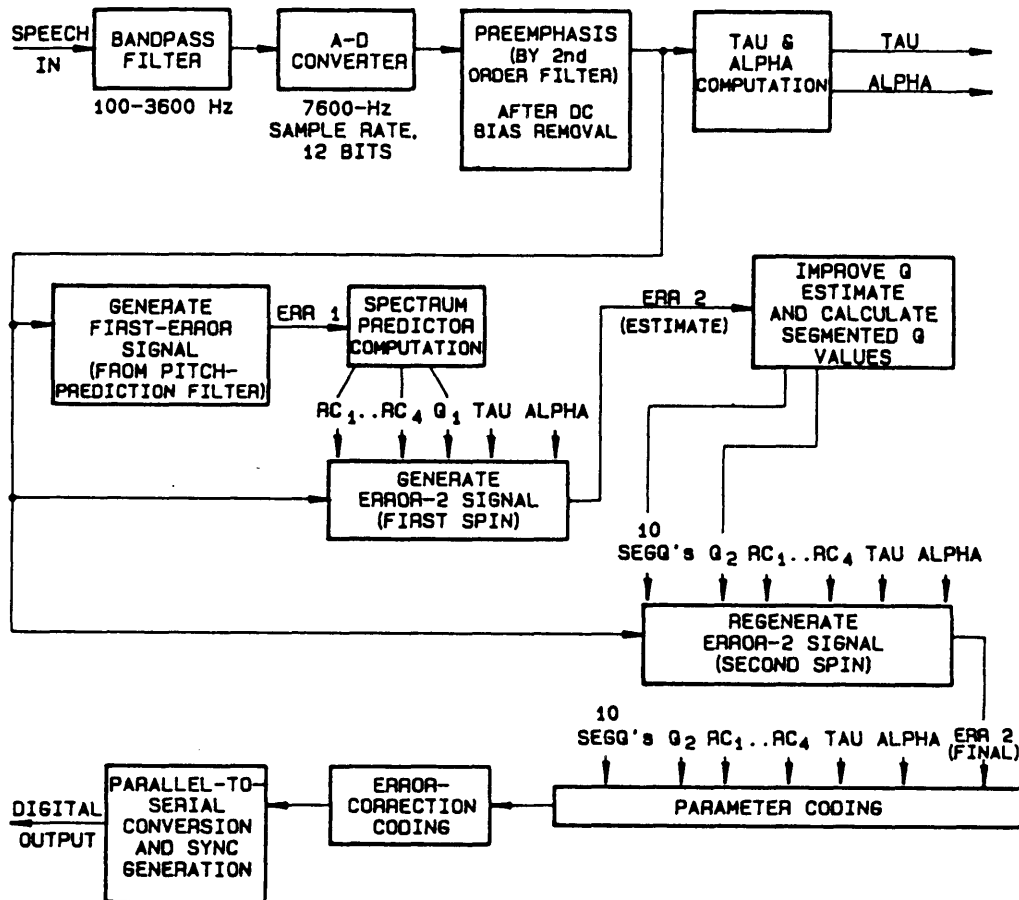 SPEECH
IN
BANDPASS
FILTER
100-3600 Hz
A-D
CONVERTER
7600-Hz
SAMPLE RATE,
12 BITS
PREEMPHASIS
(BY 2nd
ORDER FILTER)
AFTER DC
BIAS REMOVAL
TAU &
ALPHA
COMPUTATION
TAU
ALPHA
GENERATE
FIRST-ERROR
SIGNAL
(FROM PITCH-
PREDICTION FILTER)
ERR 1
SPECTRUM
PREDICTOR
COMPUTATION
ERR 2
(ESTIMATE)
IMPROVE Q
ESTIMATE
AND CALCULATE
SEGMENTED Q
VALUES
RC1..RC4 Q1 TAU ALPHA
GENERATE
ERROR-2 SIGNAL
(FIRST SPIN)
10
SEGQ's Q2 RC1..RC4 TAU ALPHA
REGENERATE
ERROR-2 SIGNAL
(SECOND SPIN)
10
SEGQ's Q2 RC1..RC4 TAU ALPHA ERR 2
(FINAL)
PARAMETER CODING
ERROR-
CORRECTION
CODING
PARALLEL-TO-
SERIAL
CONVERSION
AND SYNC
GENERATION
DIGITAL
OUTPUT